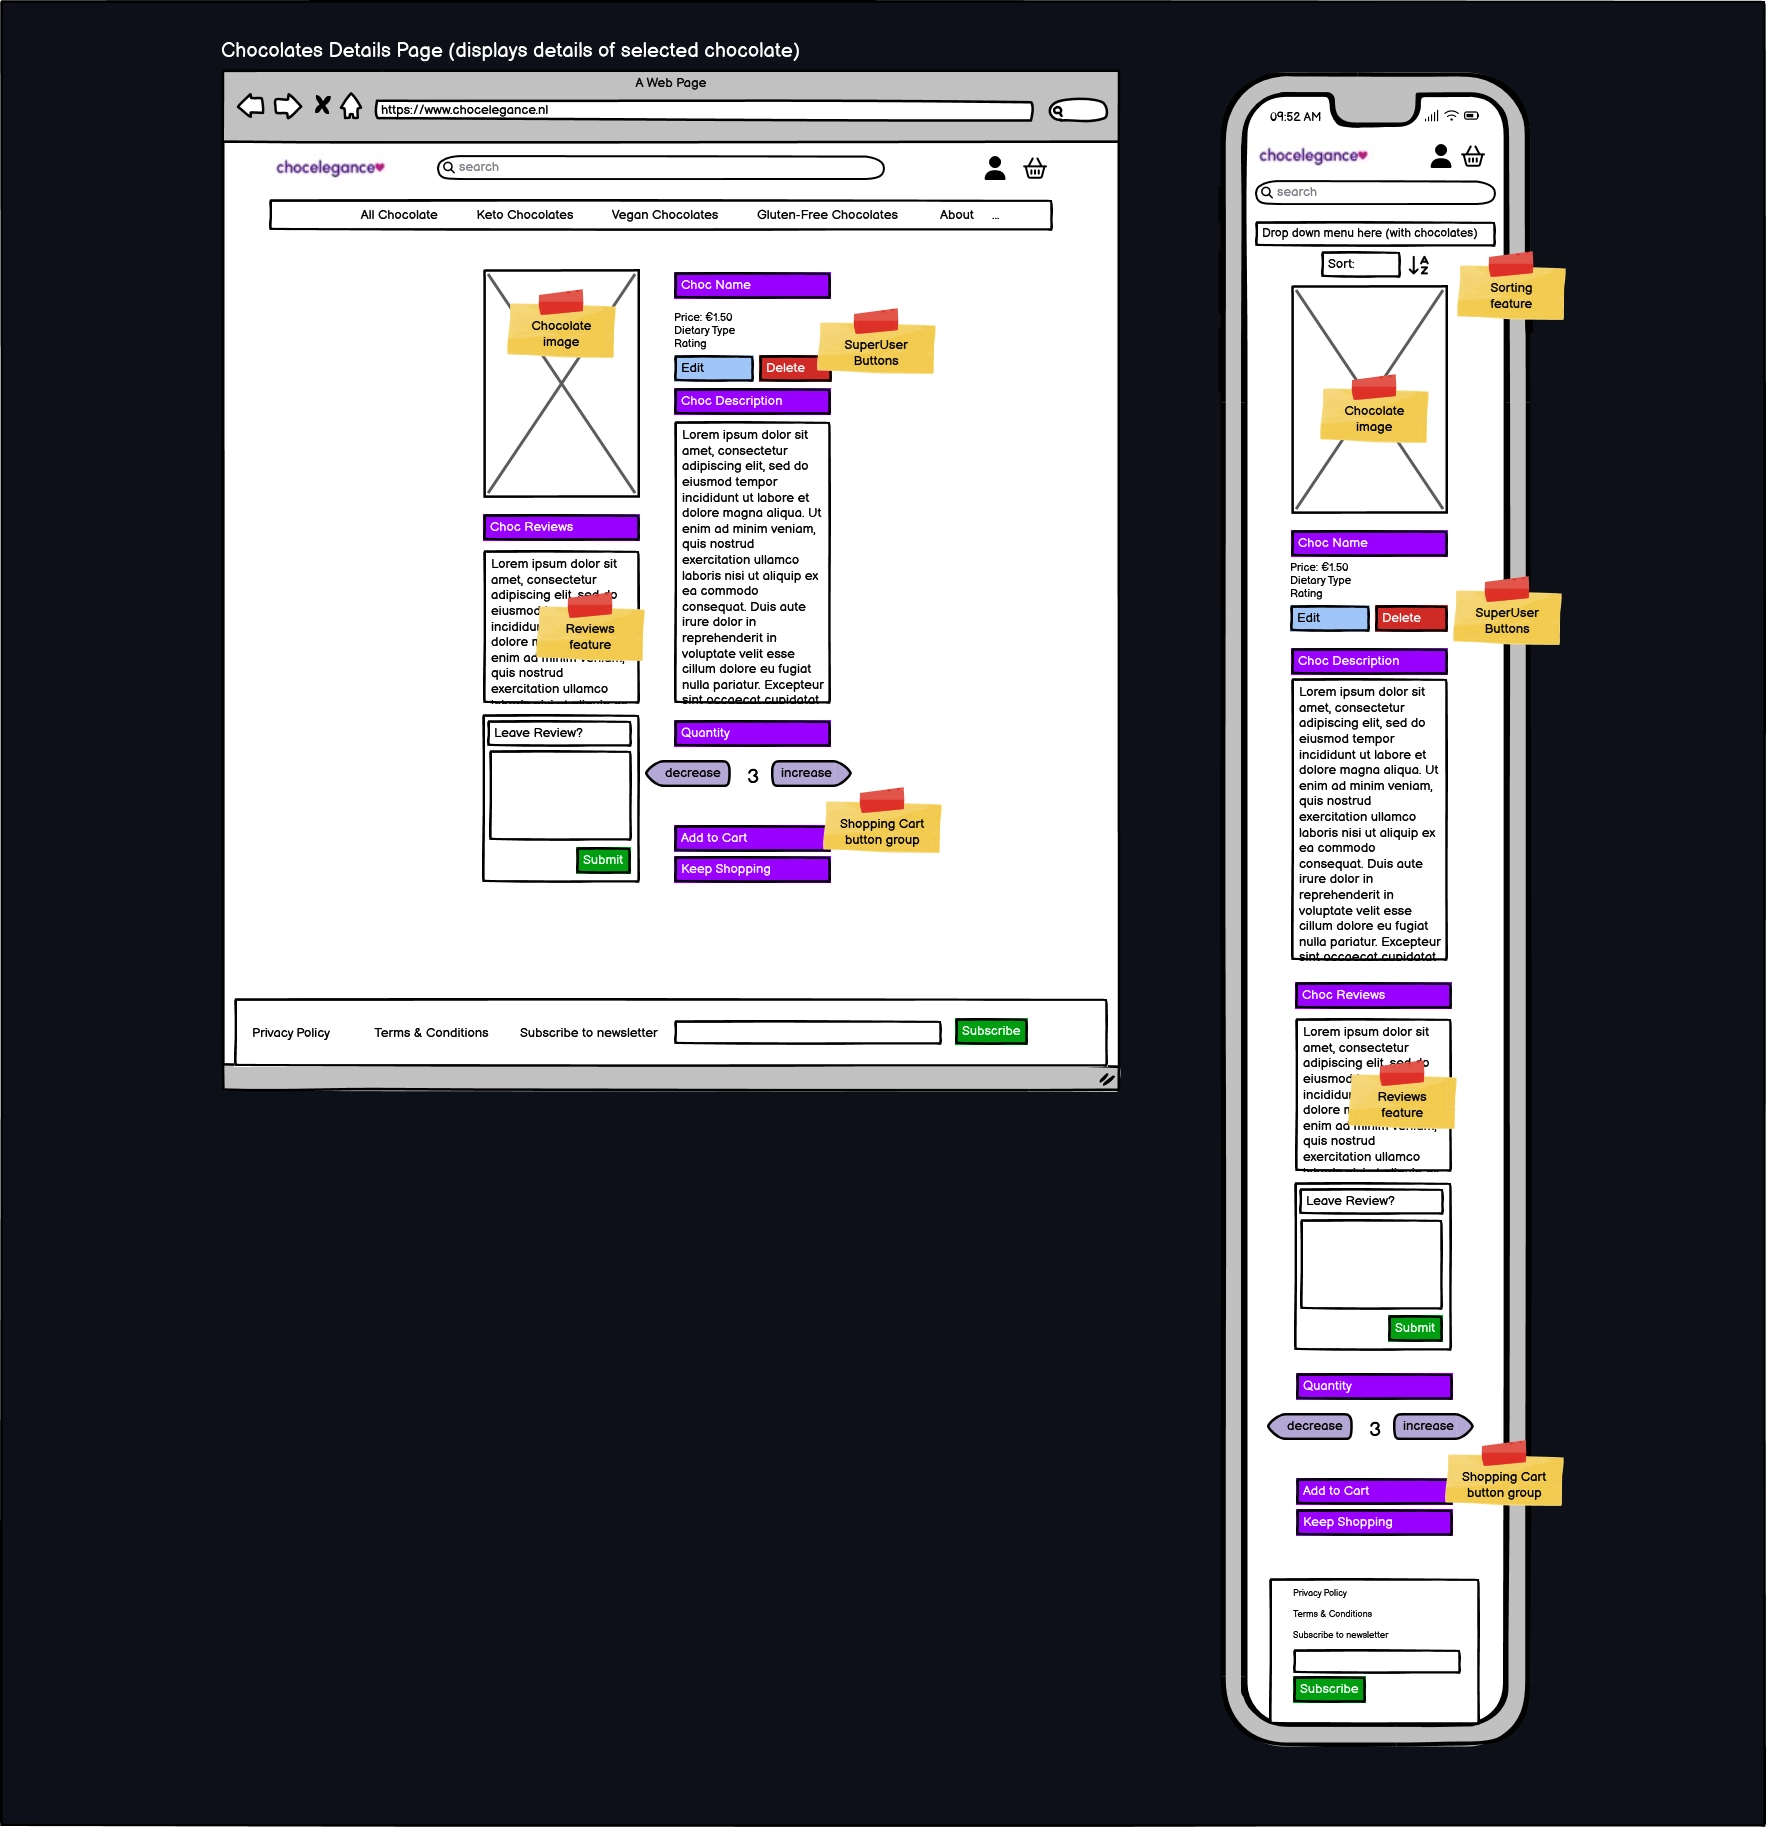 Chocolates Details Page (displays details of selected chocolate)
A Web Page
https://www.chocelegance.nl
chocelegance
search
All Chocolate Keto Chocolates Vegan Chocolates Gluten-Free Chocolates About ...
Chocolate
image
Choc Reviews
Lorem ipsum dolor sit
amet, consectetur
adipiscing elit, sed do
eiusmod
dolore
enim ad minim veniam,
quis nostrud
exercitation ullamco
Reviews
feature
Leave Review?
Submit
Choc Name
Price: €1.50
Dietary Type
Rating
Edit
Delete
SuperUser
Buttons
Choc Description
Lorem ipsum dolor sit
amet, consectetur
adipiscing elit, sed do
eiusmod tempor
incididunt ut labore et
dolore magna aliqua. Ut
enim ad minim veniam,
quis nostrud
exercitation ullamco
laboris nisi ut aliquip ex
ea commodo
consequat. Duis aute
irure dolor in
reprehenderit in
voluptate velit esse
cillum dolore eu fugiat
nulla pariatur. Excepteur
sint occaecat cupidatat
Quantity
decrease 3 increase
Shopping Cart
button group
Add to Cart
Keep Shopping
Privacy Policy Terms & Conditions Subscribe to newsletter Subscribe
09:52 AM
chocelegance
search
Drop down menu here (with chocolates)
Sort:
A
Z
Sorting
feature
Chocolate
image
Choc Name
Price: €1.50
Dietary Type
Rating
Edit
Delete
SuperUser
Buttons
Choc Description
Lorem ipsum dolor sit
amet, consectetur
adipiscing elit, sed do
eiusmod tempor
incididunt ut labore et
dolore magna aliqua. Ut
enim ad minim veniam,
quis nostrud
exercitation ullamco
laboris nisi ut aliquip ex
ea commodo
consequat. Duis aute
irure dolor in
reprehenderit in
voluptate velit esse
cillum dolore eu fugiat
nulla pariatur. Excepteur
sint occaecat cupidatat
Choc Reviews
Lorem ipsum dolor sit
amet, consectetur
adipiscing elit, sed do
eiusmod
dolore
enim ad minim veniam,
quis nostrud
exercitation ullamco
Reviews
feature
Leave Review?
Submit
Quantity
decrease 3 increase
Shopping Cart
button group
Add to Cart
Keep Shopping
Privacy Policy
Terms & Conditions
Subscribe to newsletter
Subscribe